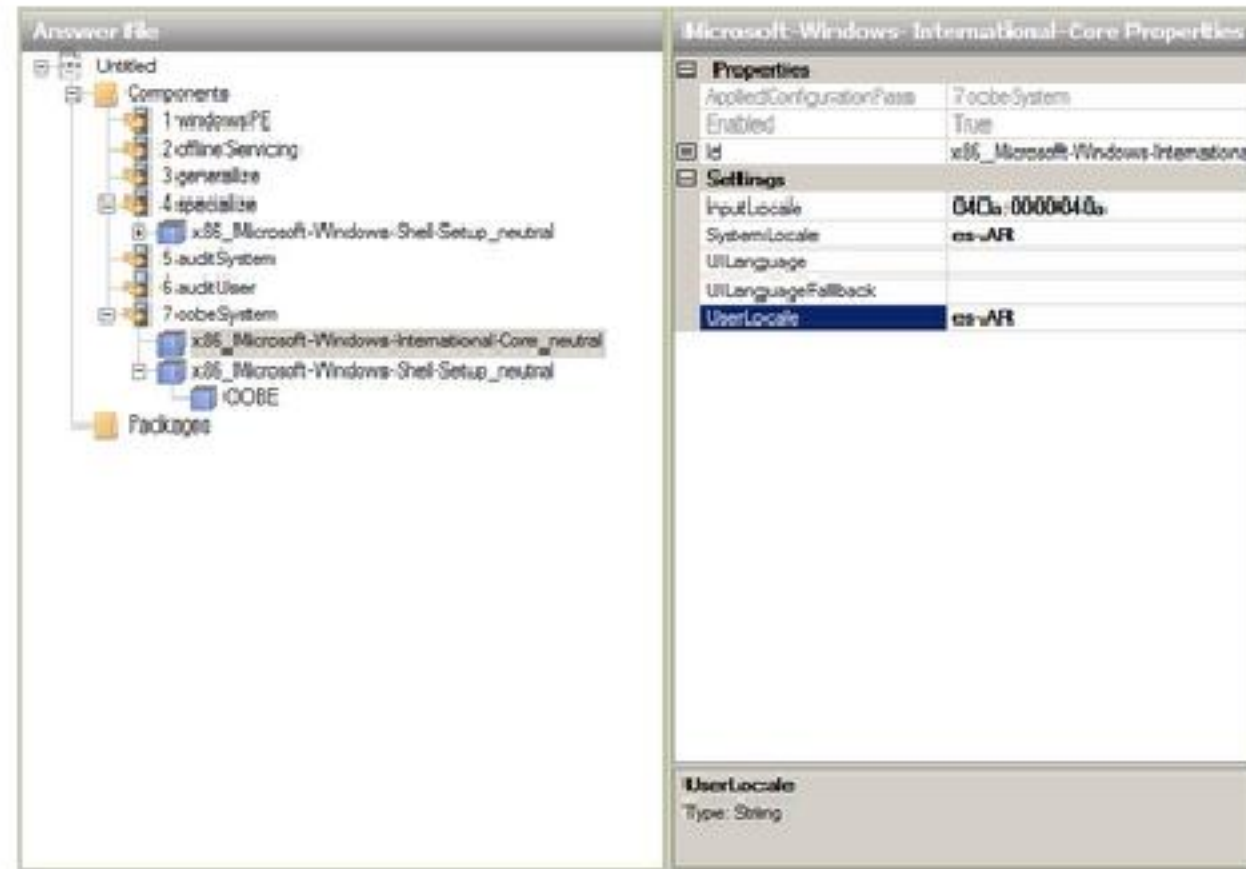 Answer File
Untitled
Components
1 windowsPE
2 offlineServicing
3 generalize
4 specialize
x86_Microsoft-Windows-Shell-Setup_neutral
5 auditSystem
6 auditUser
7 oobeSystem
x86_Microsoft-Windows-International-Core_neutral
x86_Microsoft-Windows-Shell-Setup_neutral
OOBE
Packages
Microsoft-Windows-International-Core Properties
Properties
AppliedConfigurationPass 7 oobeSystem
Enabled True
Id x86_Microsoft-Windows-Internationa
Settings
InputLocale
SystemLocale es-AR
UILanguage
UILanguageFallback
UserLocale es-AR
UserLocale
Type: String